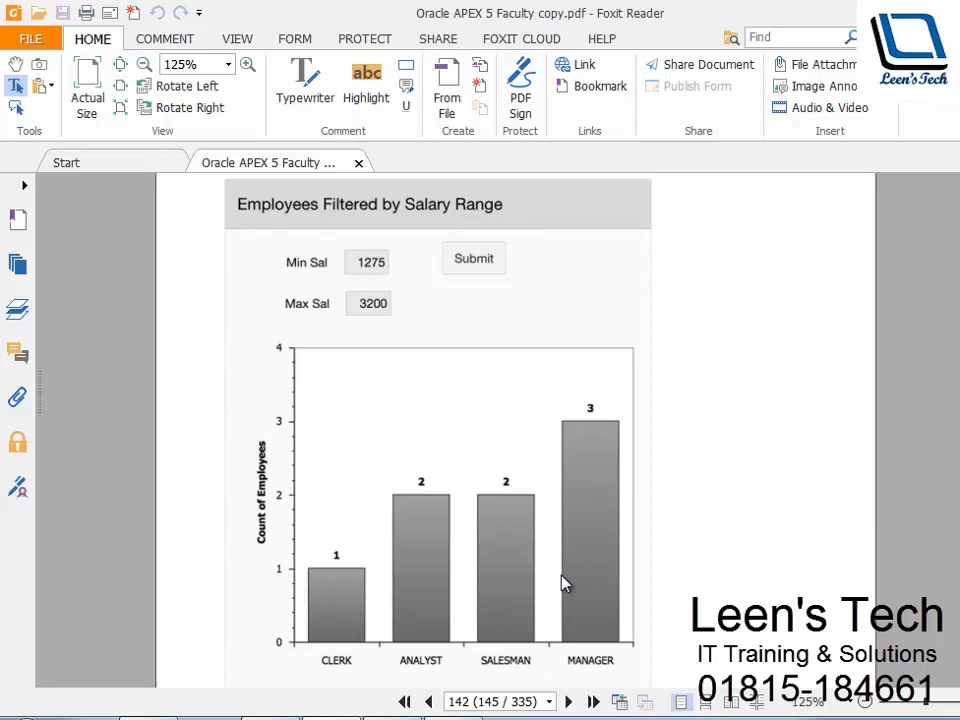 Oracle APEX 5 Faculty copy.pdf - Foxit Reader
FILE
HOME
COMMENT
VIEW
FORM
PROTECT
SHARE
FOXIT CLOUD
HELP
Find
Leen'sTech
Actual Size
125%
Rotate Left
Rotate Right
Typewriter
abc
Highlight
U
From File
PDF Sign
Link
Bookmark
Share Document
Publish Form
File Attachm
Image Anno
Audio & Video
Tools
View
Comment
Create
Protect
Links
Share
Insert
Start
Oracle APEX 5 Faculty ...
Employees Filtered by Salary Range
Min Sal 1275 Submit
Max Sal 3200
4
3
2
1
0
Count of Employees
1
2
2
3
CLERK ANALYST SALESMAN MANAGER
Leen's Tech
IT Training & Solutions
01815-184661
142 (145 / 335)
125%